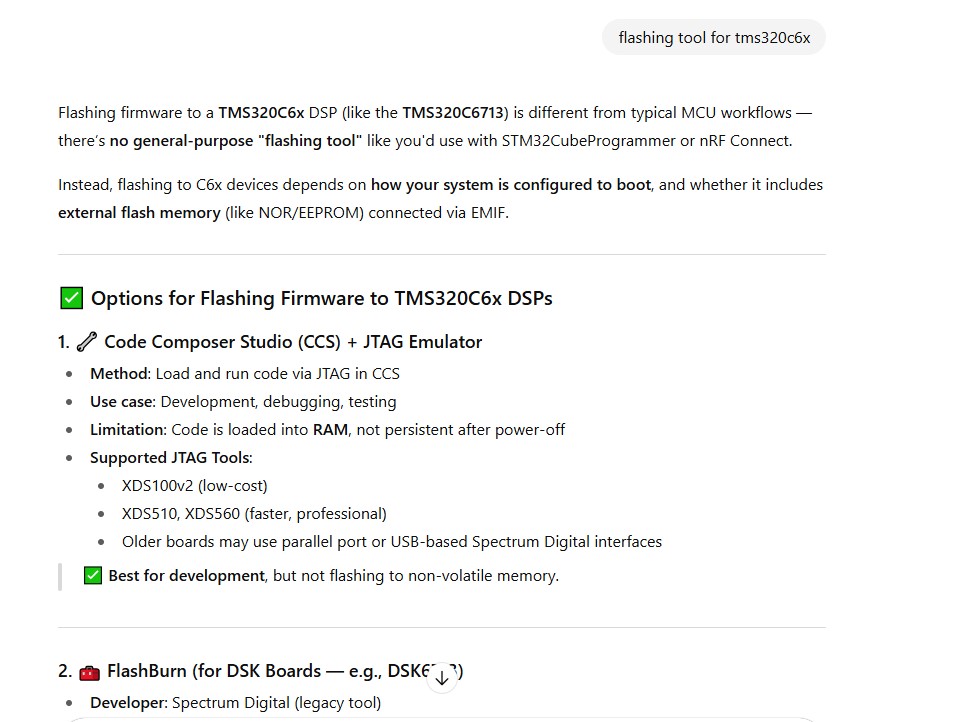 flashing tool for tms320c6x
Flashing firmware to a TMS320C6x DSP (like the TMS320C6713) is different from typical MCU workflows —
there's no general-purpose "flashing tool" like you'd use with STM32CubeProgrammer or nRF Connect.
Instead, flashing to C6x devices depends on how your system is configured to boot, and whether it includes
external flash memory (like NOR/EEPROM) connected via EMIF.
Options for Flashing Firmware to TMS320C6x DSPs
1. Code Composer Studio (CCS) + JTAG Emulator
Method: Load and run code via JTAG in CCS
Use case: Development, debugging, testing
Limitation: Code is loaded into RAM, not persistent after power-off
Supported JTAG Tools:
XDS100v2 (low-cost)
XDS510, XDS560 (faster, professional)
Older boards may use parallel port or USB-based Spectrum Digital interfaces
Best for development, but not flashing to non-volatile memory.
2. FlashBurn (for DSK Boards — e.g.,
Developer: Spectrum Digital (legacy tool)